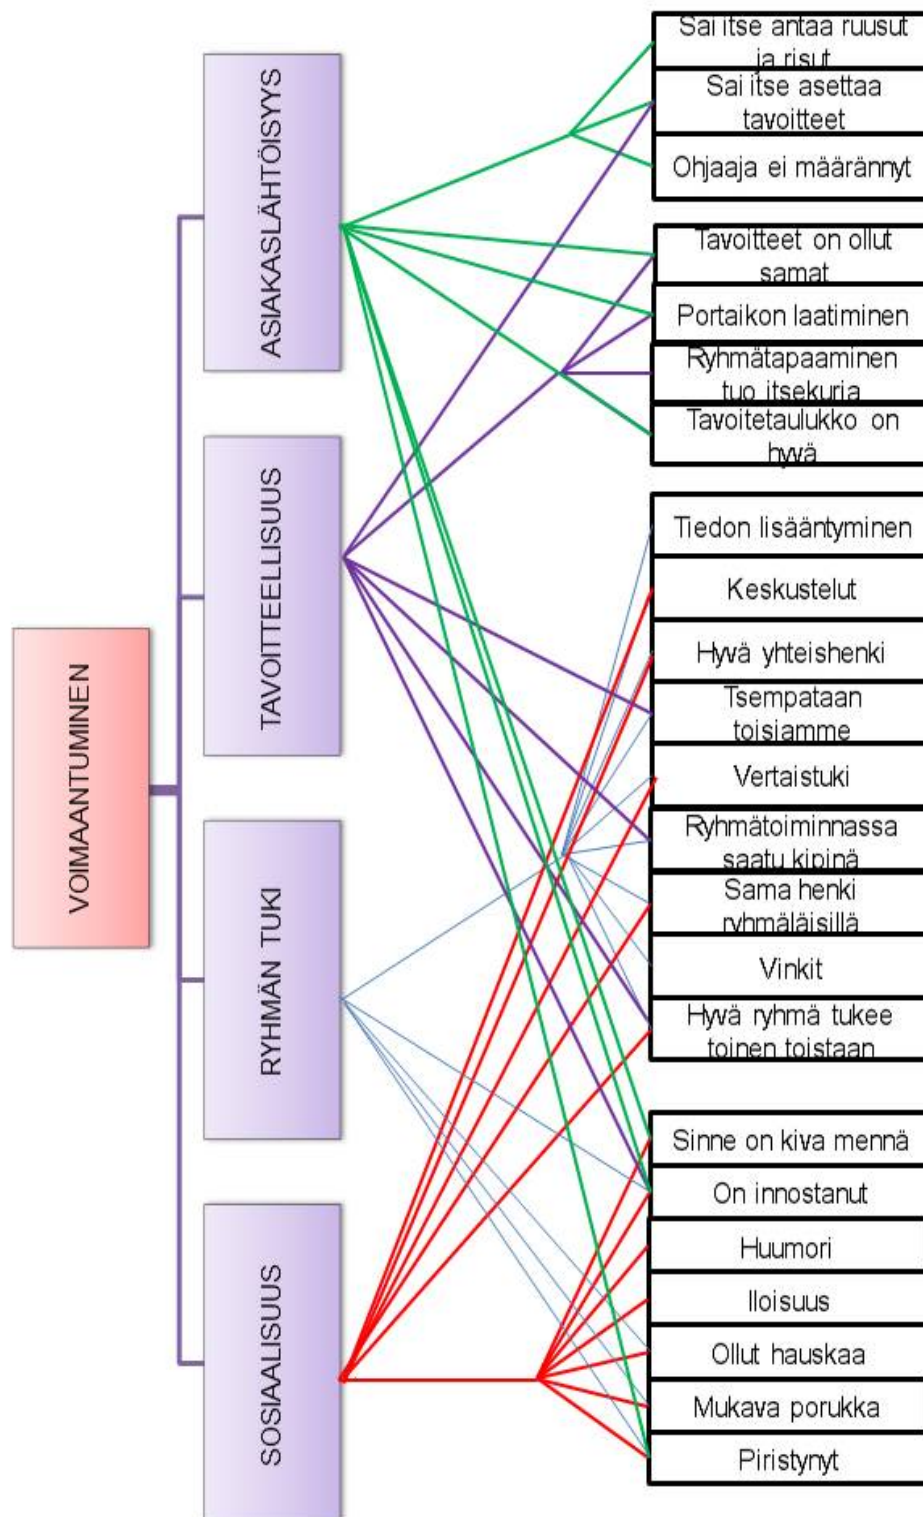 VOIMAANTUMINEN
ASIAKASLÄHTÖISYYS
TAVOITTEELLISUUS
RYHMÄN TUKI
SOSIAALISUUS
Sai itse antaa ruusut
ja risut
Sai itse asettaa
tavoitteet
Ohjaaja ei määrännyt
Tavoitteet on ollut
samat
Portaikon laatiminen
Ryhmätapaaminen
tuo itsekuria
Tavoitetaulukko on
hyvä
Tiedon lisääntyminen
Keskustelut
Hyvä yhteishenki
Tsempataan
toisiamme
Vertaistuki
Ryhmätoiminnassa
saatu kipinä
Sama henki
ryhmäläisillä
Vinkit
Hyvä ryhmä tukee
toinen toistaan
Sinne on kiva mennä
On innostanut
Huumori
Iloisuus
Ollut hauskaa
Mukava porukka
Piristynyt